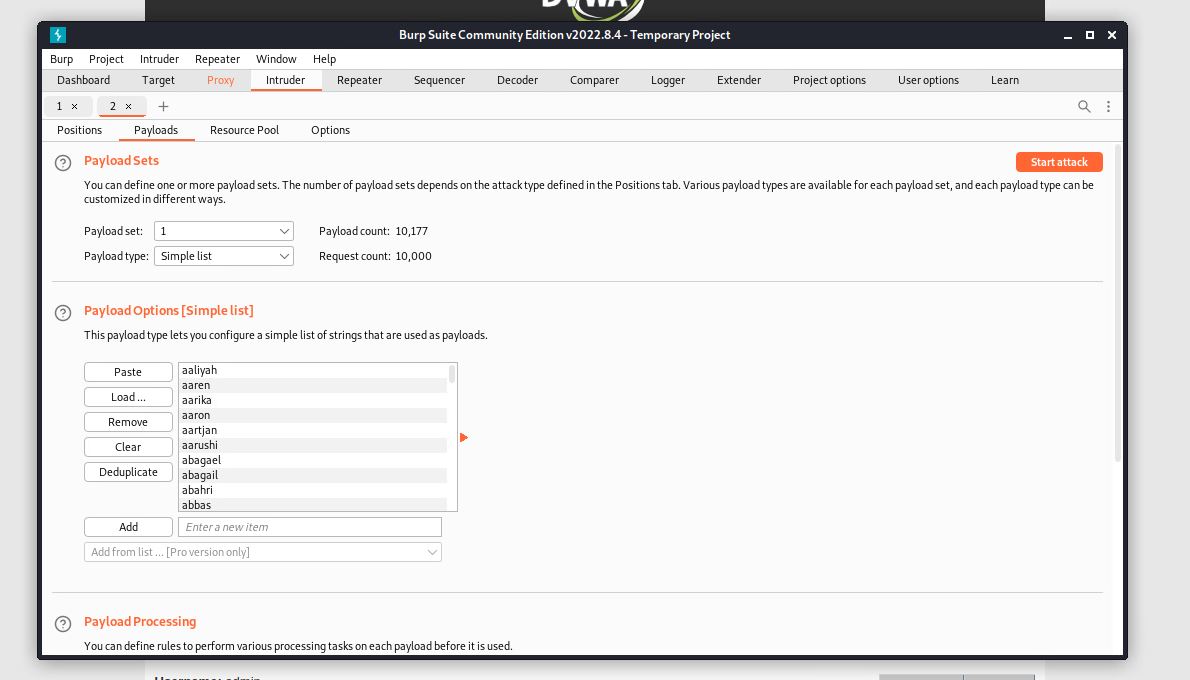 DVWA
Burp Suite Community Edition v2022.8.4 - Temporary Project
Burp Project Intruder Repeater Window Help
Dashboard Target Proxy Intruder Repeater Sequencer Decoder Comparer Logger Extender Project options User options Learn
1 × 2 × +
Positions Payloads Resource Pool Options
? Payload Sets Start attack
You can define one or more payload sets. The number of payload sets depends on the attack type defined in the Positions tab. Various payload types are available for each payload set, and each payload type can be
customized in different ways.
Payload set: 1 Payload count: 10,177
Payload type: Simple list Request count: 10,000
? Payload Options [Simple list]
This payload type lets you configure a simple list of strings that are used as payloads.
Paste aaliyah
aaren
Load ... aarika
aaron
Remove aartjan
Clear aarushi
abagael
Deduplicate abagail
abahri
abbas
Add Enter a new item
Add from list ... [Pro version only]
? Payload Processing
You can define rules to perform various processing tasks on each payload before it is used.
Username: admin